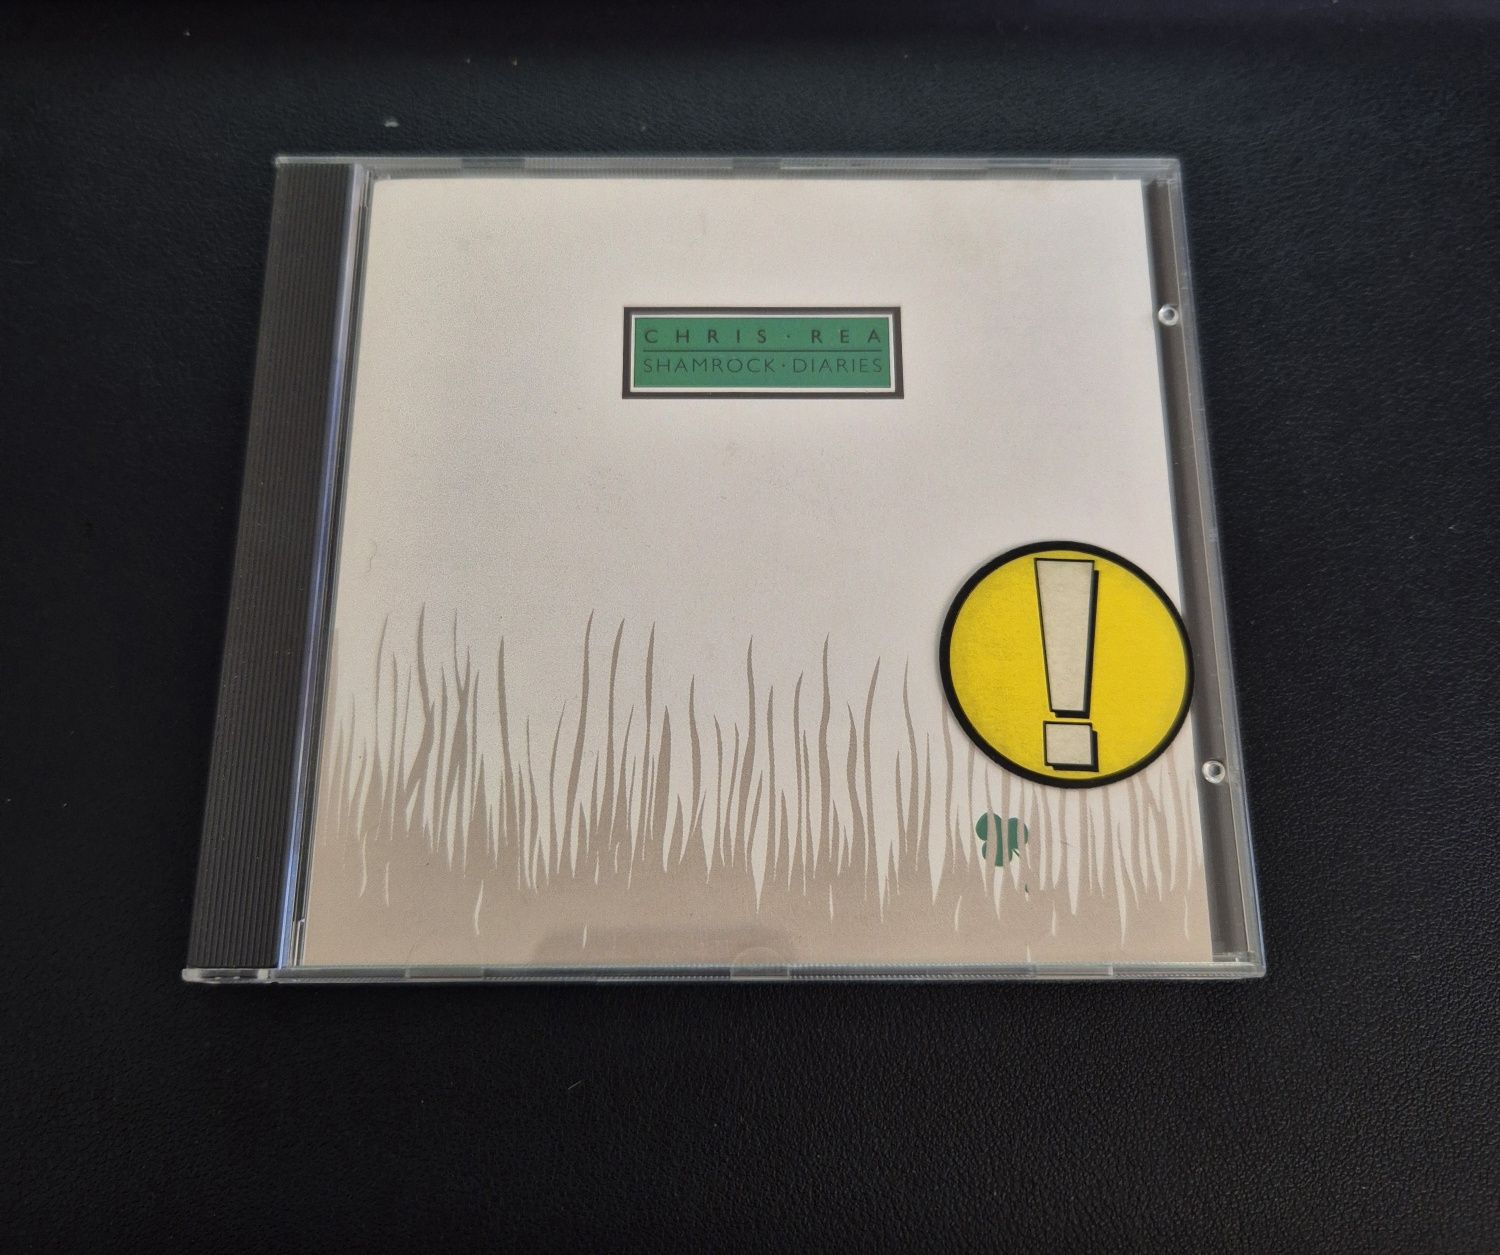 CHRIS · REA
SHAMROCK · DIARIES
!